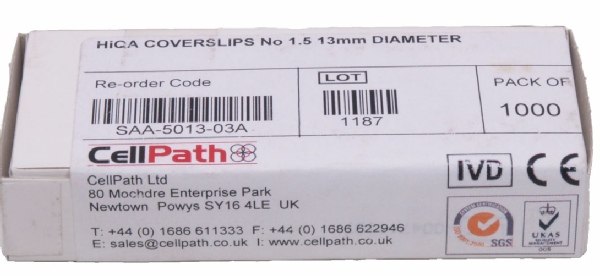 HiQA COVERSLIPS No 1.5 13mm DIAMETER
Re-order Code
LOT
PACK OF
1000
SAA-5013-03A
1187
CellPath
CellPath Ltd
80 Mochdre Enterprise Park
Newtown Powys SY16 4LE UK
T: +44 (0) 1686 611333 F: +44 (0) 1686 622946
E: sales@cellpath.co.uk I: www.cellpath.co.uk
IVD CE
SGS
UKAS